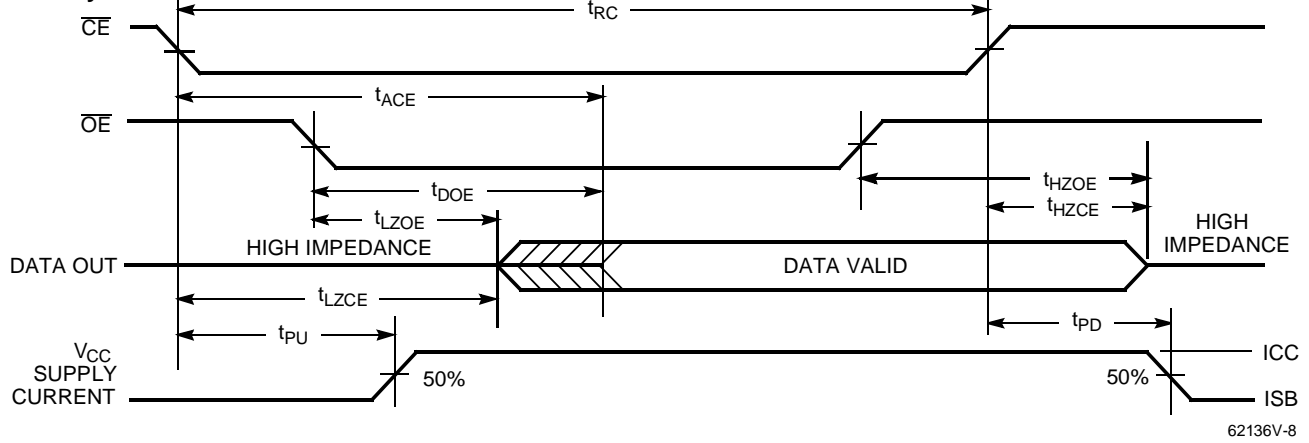 tRC
CE
tACE
OE
tDOE
tHZOE
tLZOE
tHZCE
HIGH IMPEDANCE
HIGH
IMPEDANCE
DATA OUT
DATA VALID
tLZCE
tPU
tPD
VCC
SUPPLY
CURRENT
50%
50%
ICC
ISB
62136V-8